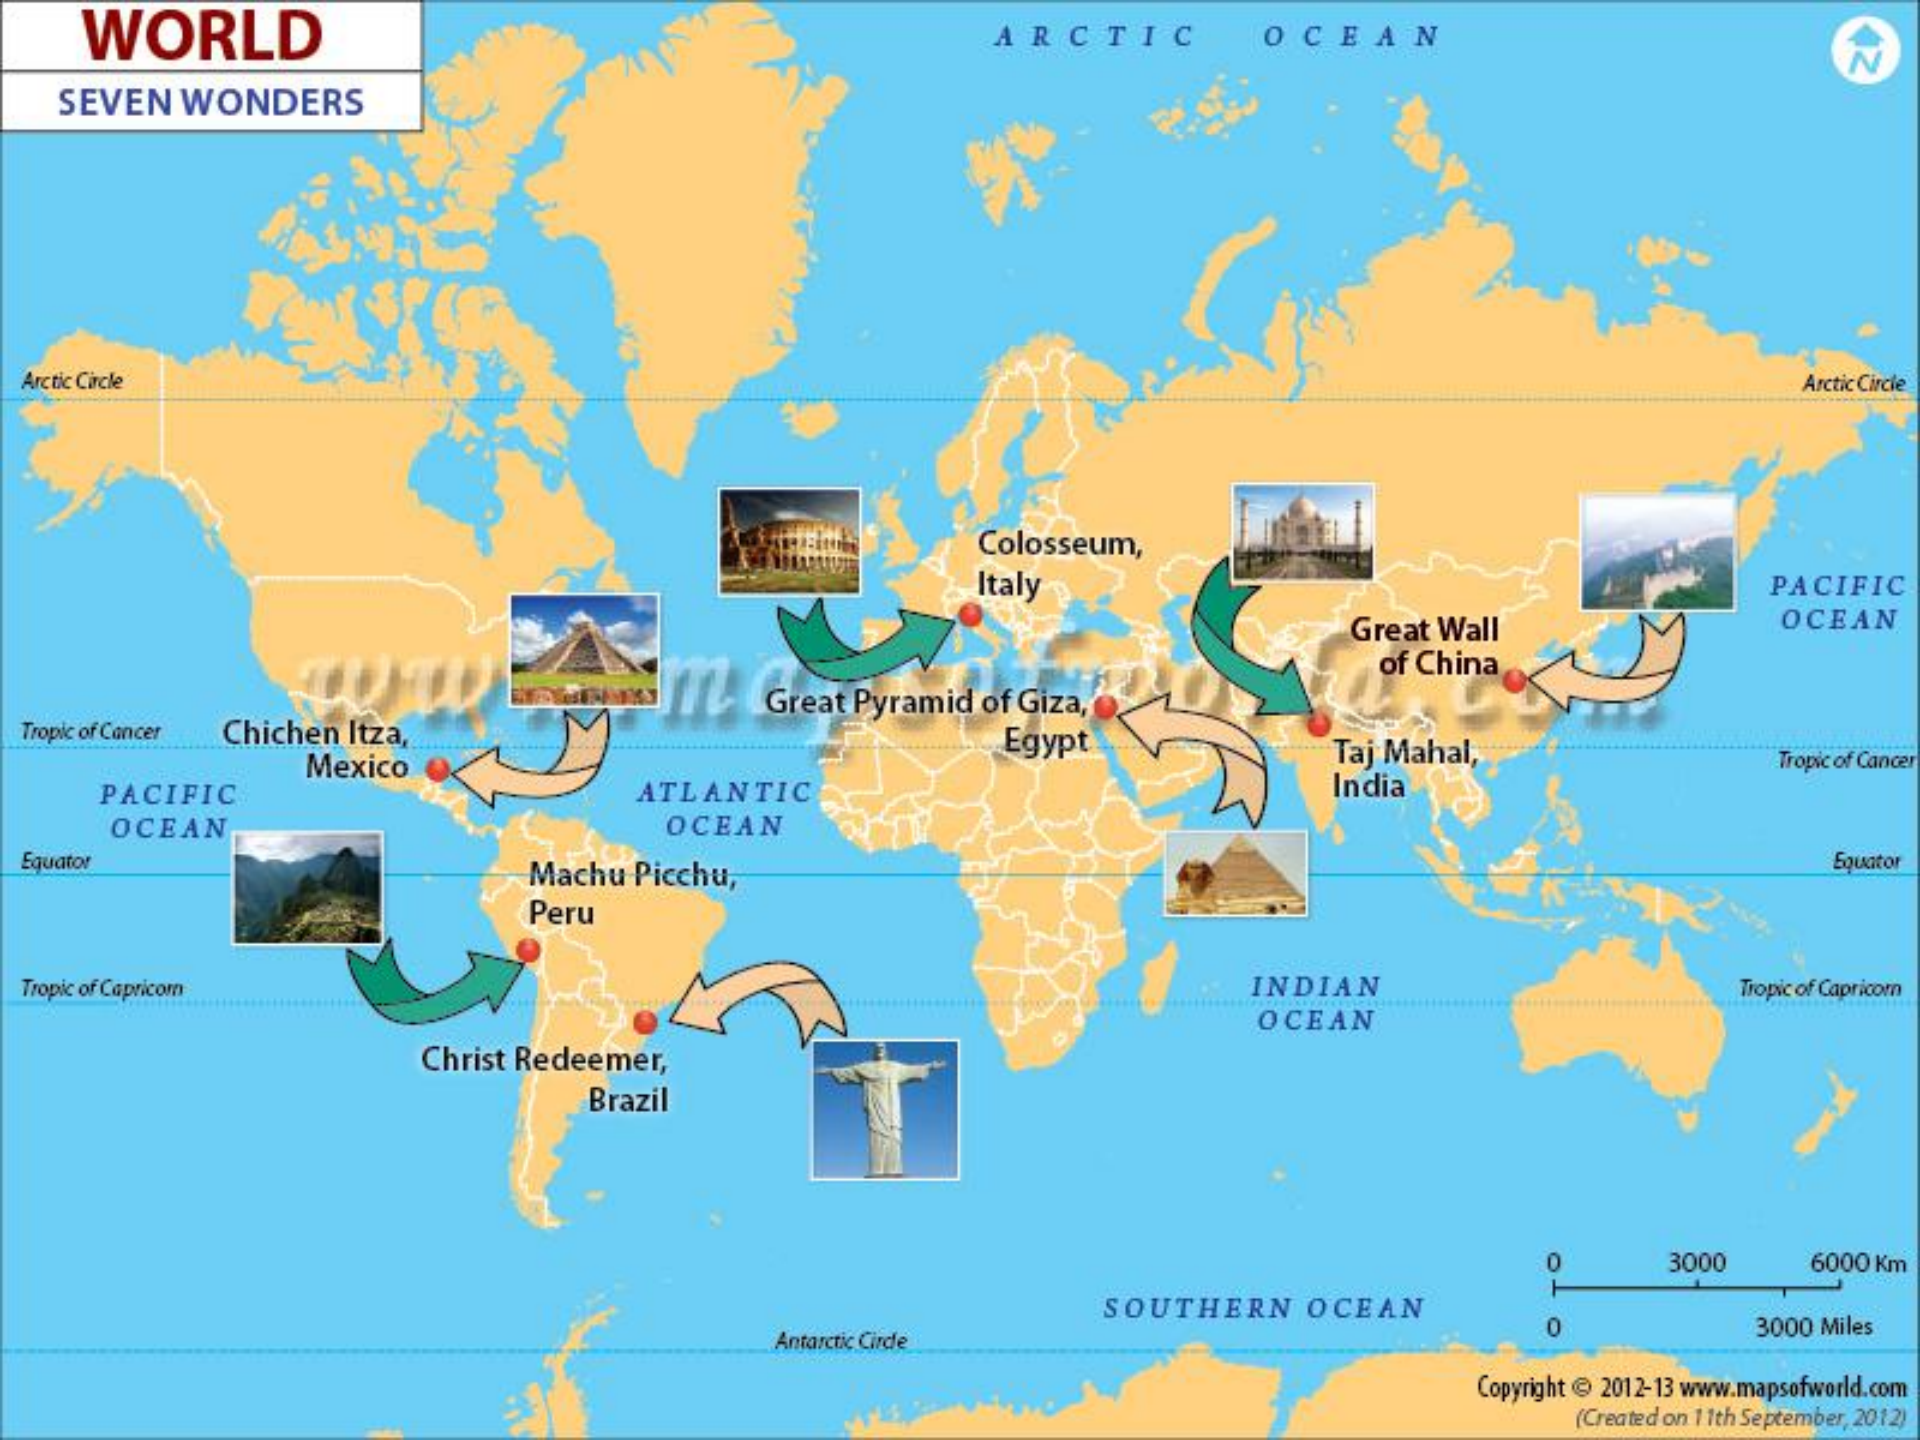 WORLD
SEVEN WONDERS
ARCTIC OCEAN
N
Arctic Circle
Arctic Circle
Colosseum,
Italy
PACIFIC
OCEAN
Great Wall
of China
www.mapsofworld.com
Great Pyramid of Giza,
Egypt
Tropic of Cancer
Chichen Itza,
Mexico
Taj Mahal,
India
Tropic of Cancer
PACIFIC
OCEAN
ATLANTIC
OCEAN
Equator
Equator
Machu Picchu,
Peru
Tropic of Capricorn
INDIAN
OCEAN
Tropic of Capricorn
Christ Redeemer,
Brazil
0 3000 6000 Km
SOUTHERN OCEAN
0 3000 Miles
Antarctic Circle
Copyright © 2012-13 www.mapsofworld.com
(Created on 11th September, 2012)